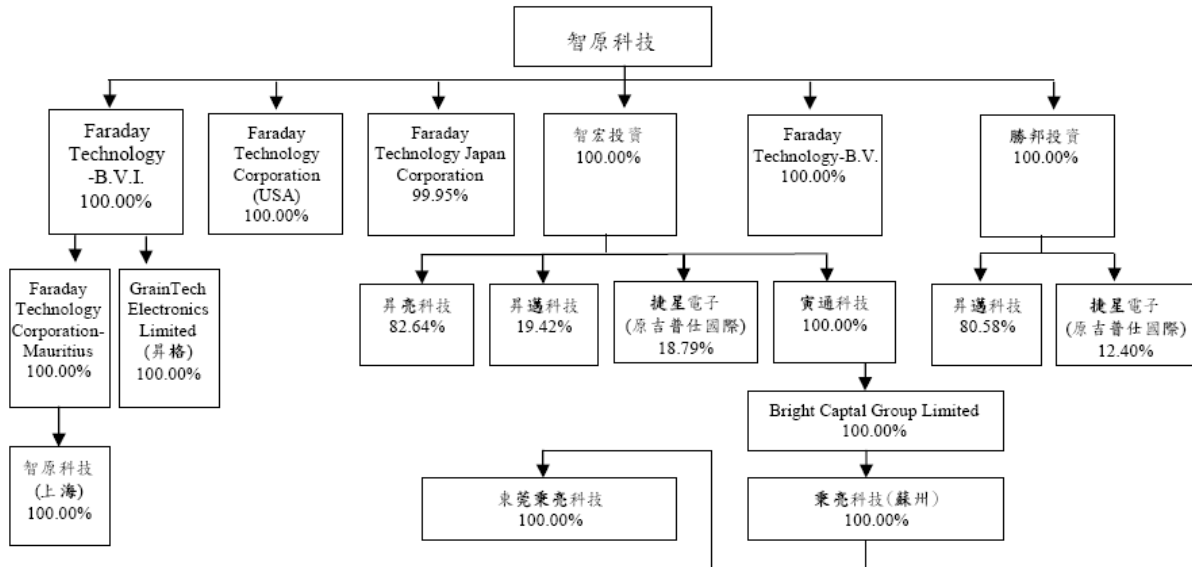 智原科技
Faraday
Technology
-B.V.I.
100.00%
Faraday
Technology
Corporation
(USA)
100.00%
Faraday
Technology Japan
Corporation
99.95%
智宏投資
100.00%
Faraday
Technology-B.V.
100.00%
勝邦投資
100.00%
Faraday
Technology
Corporation-
Mauritius
100.00%
GrainTech
Electronics
Limited
(昇格)
100.00%
昇亮科技
82.64%
昇邁科技
19.42%
捷星電子
(原吉普仕國際)
18.79%
寅通科技
100.00%
昇邁科技
80.58%
捷星電子
(原吉普仕國際)
12.40%
Bright Captal Group Limited
100.00%
智原科技
(上海)
100.00%
東莞秉亮科技
100.00%
秉亮科技(蘇州)
100.00%